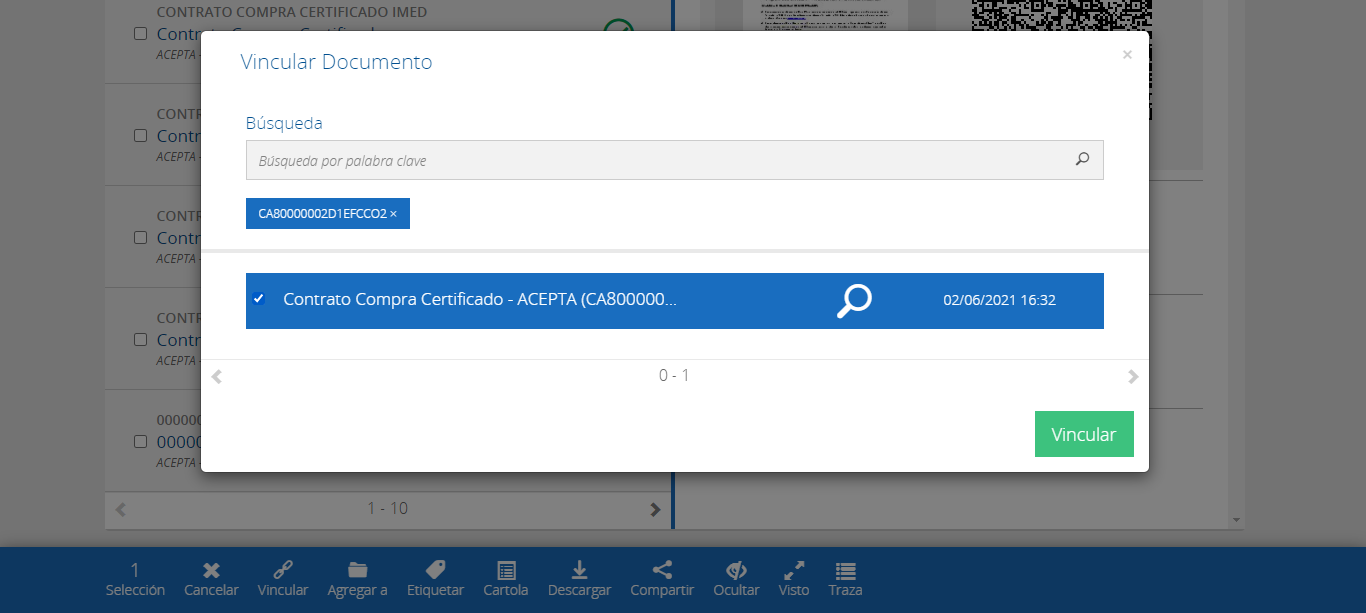 CONTRATO COMPRA CERTIFICADO IMED
ACEPTA -
Vincular Documento
×
Búsqueda
Búsqueda por palabra clave
CA80000002D1EFCCO2 ×
Contrato Compra Certificado - ACEPTA (CA800000...
02/06/2021 16:32
0 - 1
Vincular
CONTR
Contr
ACEPTA -
CONTR
Contr
ACEPTA -
CONTR
Contr
ACEPTA -
000000
00000
ACEPTA -
1 - 10
1
Selección
Cancelar
Vincular
Agregar a
Etiquetar
Cartola
Descargar
Compartir
Ocultar
Visto
Traza